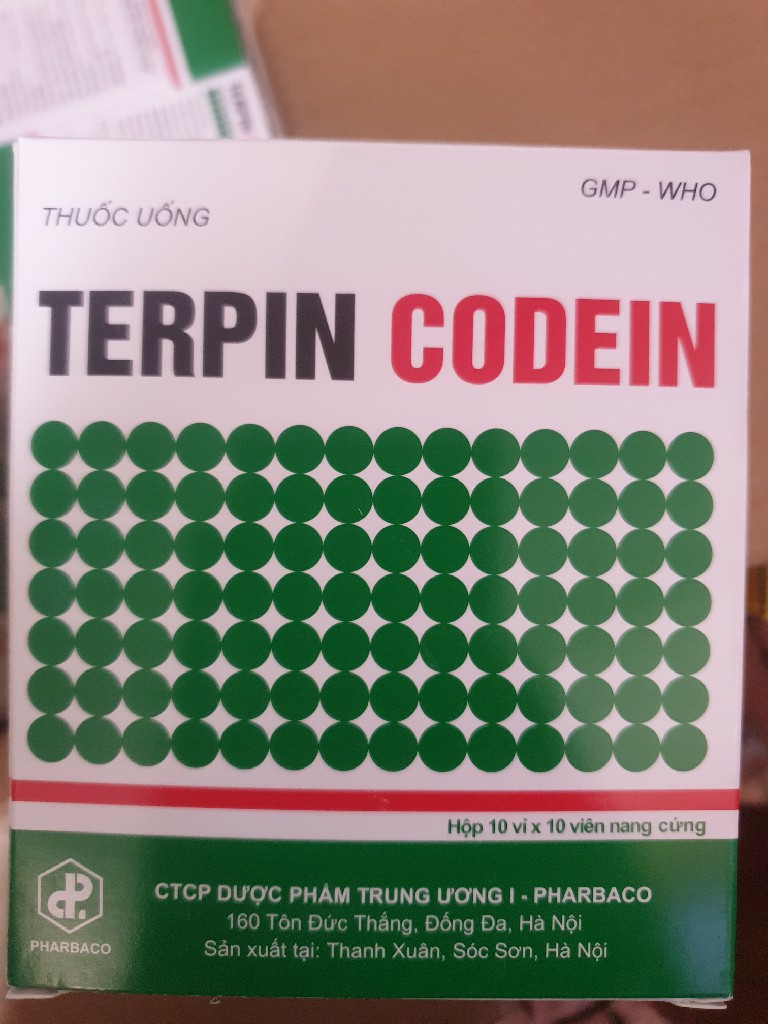 THUỐC UỐNG
GMP - WHO
TERPIN CODEIN
Hộp 10 vỉ x 10 viên nang cứng
CTCP DƯỢC PHẨM TRUNG ƯƠNG I - PHARBACO
160 Tôn Đức Thắng, Đống Đa, Hà Nội
Sản xuất tại: Thanh Xuân, Sóc Sơn, Hà Nội
PHARBACO